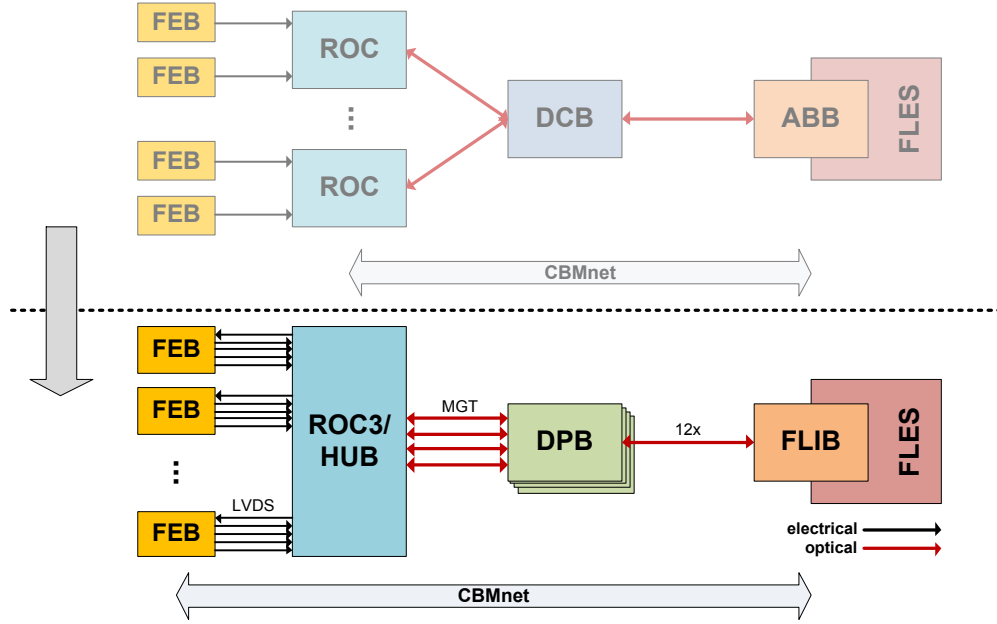 FEB
FEB
ROC
⋮
FEB
FEB
ROC
DCB
ABB
FLES
CBMnet
FEB
FEB
⋮
LVDS
FEB
ROC3/
HUB
MGT
DPB
12x
FLIB
FLES
electrical
optical
CBMnet